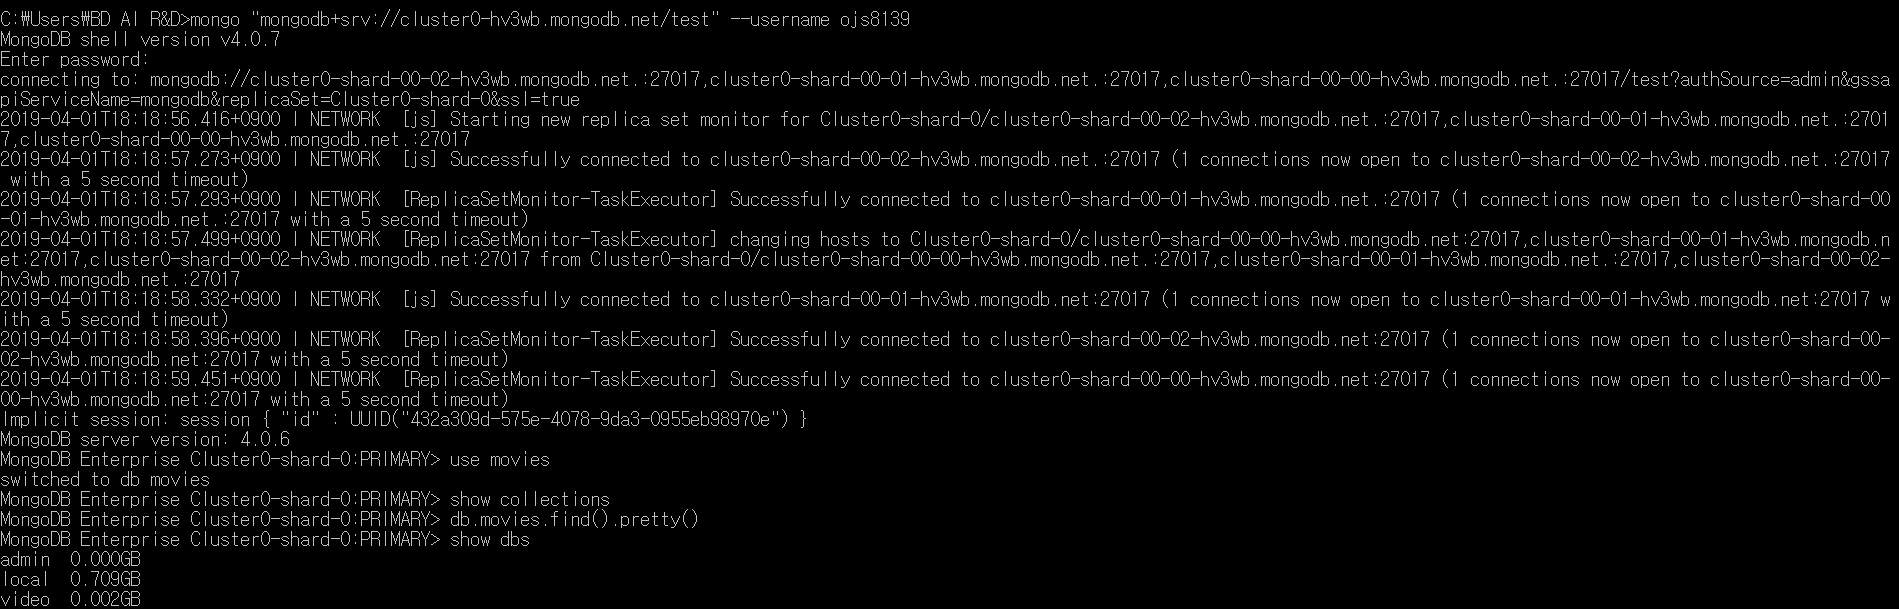 C:₩Users₩BD AI R&D>mongo "mongodb+srv://cluster0-hv3wb.mongodb.net/test" --username ojs8139
MongoDB shell version v4.0.7
Enter password:
connecting to: mongodb://cluster0-shard-00-02-hv3wb.mongodb.net.:27017,cluster0-shard-00-01-hv3wb.mongodb.net.:27017,cluster0-shard-00-00-hv3wb.mongodb.net.:27017/test?authSource=admin&gssa
piServiceName=mongodb&replicaSet=Cluster0-shard-0&ssl=true
2019-04-01T18:18:56.416+0900 I NETWORK  [js] Starting new replica set monitor for Cluster0-shard-0/cluster0-shard-00-02-hv3wb.mongodb.net.:27017,cluster0-shard-00-01-hv3wb.mongodb.net.:2701
7,cluster0-shard-00-00-hv3wb.mongodb.net.:27017
2019-04-01T18:18:57.273+0900 I NETWORK  [js] Successfully connected to cluster0-shard-00-02-hv3wb.mongodb.net.:27017 (1 connections now open to cluster0-shard-00-02-hv3wb.mongodb.net.:27017
 with a 5 second timeout)
2019-04-01T18:18:57.293+0900 I NETWORK  [ReplicaSetMonitor-TaskExecutor] Successfully connected to cluster0-shard-00-01-hv3wb.mongodb.net.:27017 (1 connections now open to cluster0-shard-00
-01-hv3wb.mongodb.net.:27017 with a 5 second timeout)
2019-04-01T18:18:57.499+0900 I NETWORK  [ReplicaSetMonitor-TaskExecutor] changing hosts to Cluster0-shard-0/cluster0-shard-00-00-hv3wb.mongodb.net:27017,cluster0-shard-00-01-hv3wb.mongodb.n
et:27017,cluster0-shard-00-02-hv3wb.mongodb.net:27017 from Cluster0-shard-0/cluster0-shard-00-00-hv3wb.mongodb.net.:27017,cluster0-shard-00-01-hv3wb.mongodb.net.:27017,cluster0-shard-00-02-
hv3wb.mongodb.net.:27017
2019-04-01T18:18:58.332+0900 I NETWORK  [js] Successfully connected to cluster0-shard-00-01-hv3wb.mongodb.net:27017 (1 connections now open to cluster0-shard-00-01-hv3wb.mongodb.net:27017 w
ith a 5 second timeout)
2019-04-01T18:18:58.396+0900 I NETWORK  [ReplicaSetMonitor-TaskExecutor] Successfully connected to cluster0-shard-00-02-hv3wb.mongodb.net:27017 (1 connections now open to cluster0-shard-00-
02-hv3wb.mongodb.net:27017 with a 5 second timeout)
2019-04-01T18:18:59.451+0900 I NETWORK  [ReplicaSetMonitor-TaskExecutor] Successfully connected to cluster0-shard-00-00-hv3wb.mongodb.net:27017 (1 connections now open to cluster0-shard-00-
00-hv3wb.mongodb.net:27017 with a 5 second timeout)
Implicit session: session { "id" : UUID("432a309d-575e-4078-9da3-0955eb98970e") }
MongoDB server version: 4.0.6
MongoDB Enterprise Cluster0-shard-0:PRIMARY> use movies
switched to db movies
MongoDB Enterprise Cluster0-shard-0:PRIMARY> show collections
MongoDB Enterprise Cluster0-shard-0:PRIMARY> db.movies.find().pretty()
MongoDB Enterprise Cluster0-shard-0:PRIMARY> show dbs
admin  0.000GB
local  0.709GB
video  0.002GB